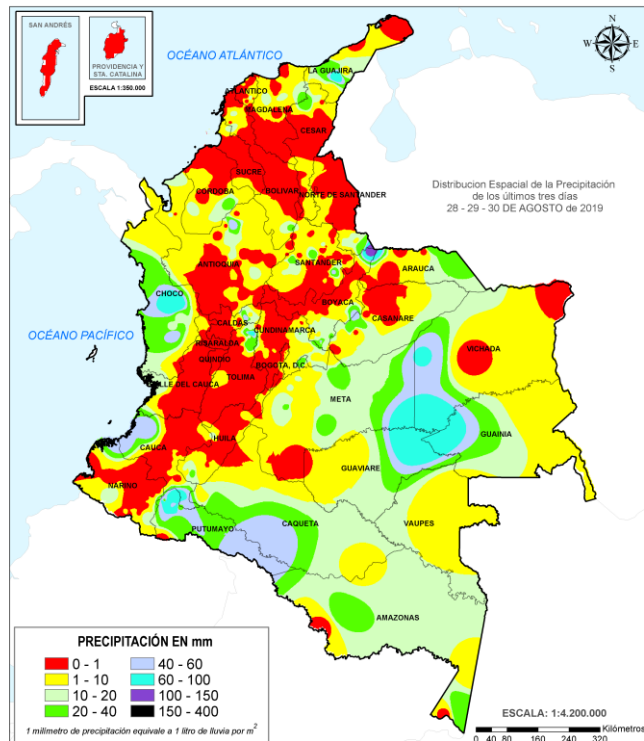 SAN ANDRÉS
PROVIDENCIA Y
STA. CATALINA
ESCALA 1:350.000
OCÉANO ATLÁNTICO
N
W
E
S
LA GUAJIRA
ATLANTICO
MAGDALENA
CESAR
SUCRE
CORDOBA
BOLIVAR
NORTE DE SANTANDER
Distribucion Espacial de la Precipitación
de los últimos tres días
28 - 29 - 30 DE AGOSTO de 2019
ANTIOQUIA
SANTANDER
ARAUCA
CHOCO
BOYACA
CASANARE
OCÉANO PACÍFICO
CALDAS
CUNDINAMARCA
RISARALDA
VICHADA
QUINDIO
BOGOTA, D.C.
VALLE DEL CAUCA
TOLIMA
META
GUAINIA
HUILA
CAUCA
GUAVIARE
NARIÑO
VAUPES
PUTUMAYO
CAQUETA
AMAZONAS
PRECIPITACIÓN EN mm
0 - 1
40 - 60
1 - 10
60 - 100
10 - 20
100 - 150
20 - 40
150 - 400
1 milimetro de precipitación equivale a 1 litro de lluvia por m2
ESCALA: 1:4.200.000
Kilómetros
0 40 80 160 240 320